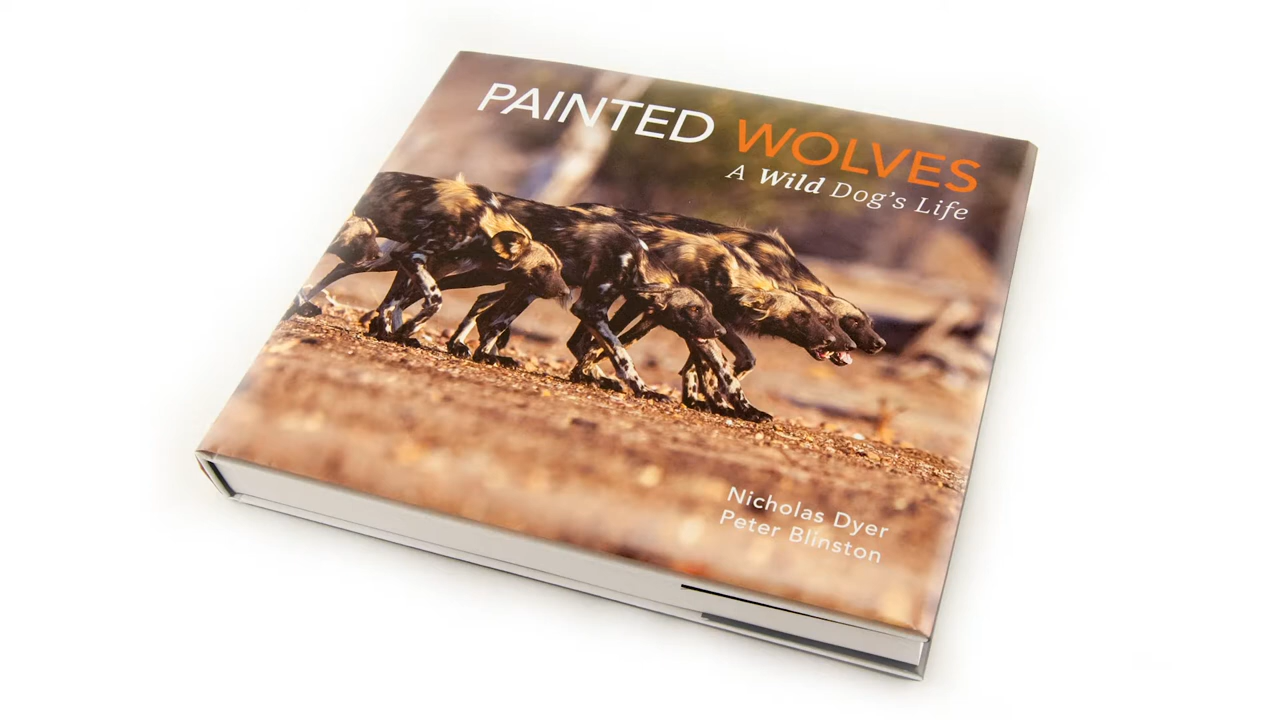 PAINTED WOLVES
A Wild Dog's Life
Nicholas Dyer
Peter Blinston